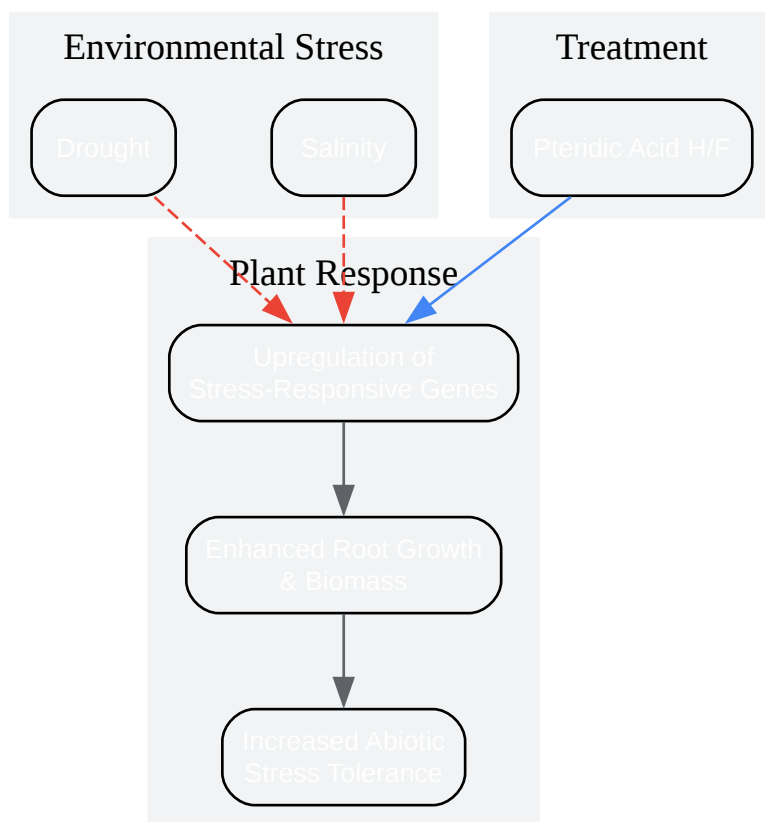 Environmental Stress
Treatment
Drought
Salinity
Pteridic Acid H/F
Plant Response
Upregulation of
Stress-Responsive Genes
Enhanced Root Growth
& Biomass
Increased Abiotic
Stress Tolerance